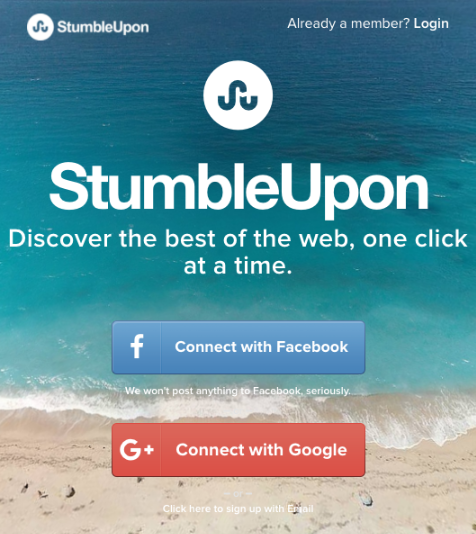 StumbleUpon
Already a member? Login
StumbleUpon
Discover the best of the web, one click
at a time.
f
Connect with Facebook
We won't post anything to Facebook, seriously.
G+
Connect with Google
Click here to sign up with Email